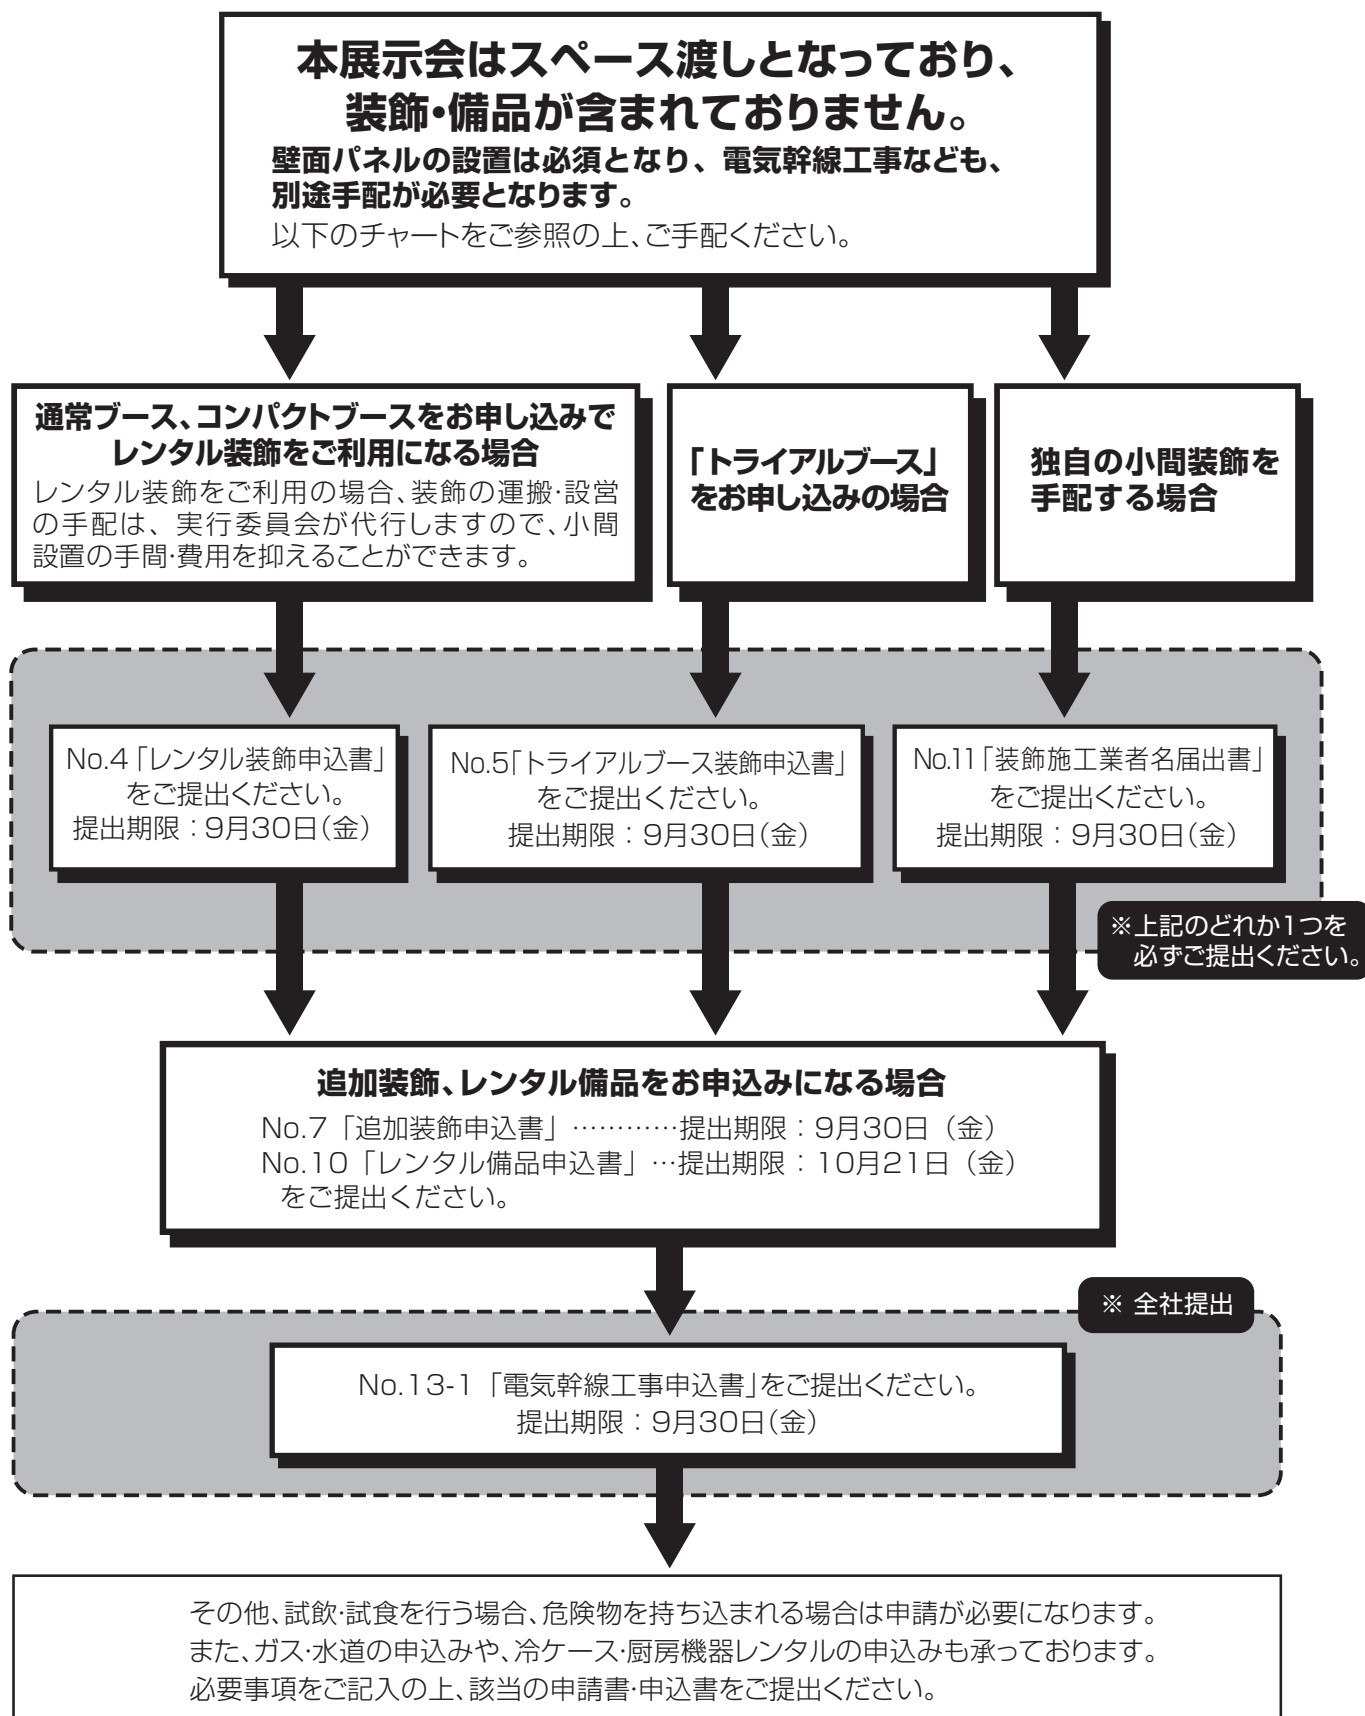 本展示会はスペース渡しとなっており、
装飾・備品が含まれておりません。
壁面パネルの設置は必須となり、電気幹線工事なども、
別途手配が必要となります。
以下のチャートをご参照の上、ご手配ください。
通常ブース、コンパクトブースをお申し込みで
レンタル装飾をご利用になる場合
レンタル装飾をご利用の場合、装飾の運搬・設営
の手配は、実行委員会が代行しますので、小間
設置の手間・費用を抑えることができます。
「トライアルブース」
をお申し込みの場合
独自の小間装飾を
手配する場合
No.4「レンタル装飾申込書」
をご提出ください。
提出期限：9月30日(金)
No.5「トライアルブース装飾申込書」
をご提出ください。
提出期限：9月30日(金)
No.11「装飾施工業者名届出書」
をご提出ください。
提出期限：9月30日(金)
※上記のどれか1つを
必ずご提出ください。
追加装飾、レンタル備品をお申込みになる場合
No.7「追加装飾申込書」…………提出期限：9月30日（金）
No.10「レンタル備品申込書」…提出期限：10月21日（金）
をご提出ください。
※ 全社提出
No.13-1「電気幹線工事申込書」をご提出ください。
提出期限：9月30日(金)
その他、試飲・試食を行う場合、危険物を持ち込まれる場合は申請が必要になります。
また、ガス・水道の申込みや、冷ケース・厨房機器レンタルの申込みも承っております。
必要事項をご記入の上、該当の申請書・申込書をご提出ください。